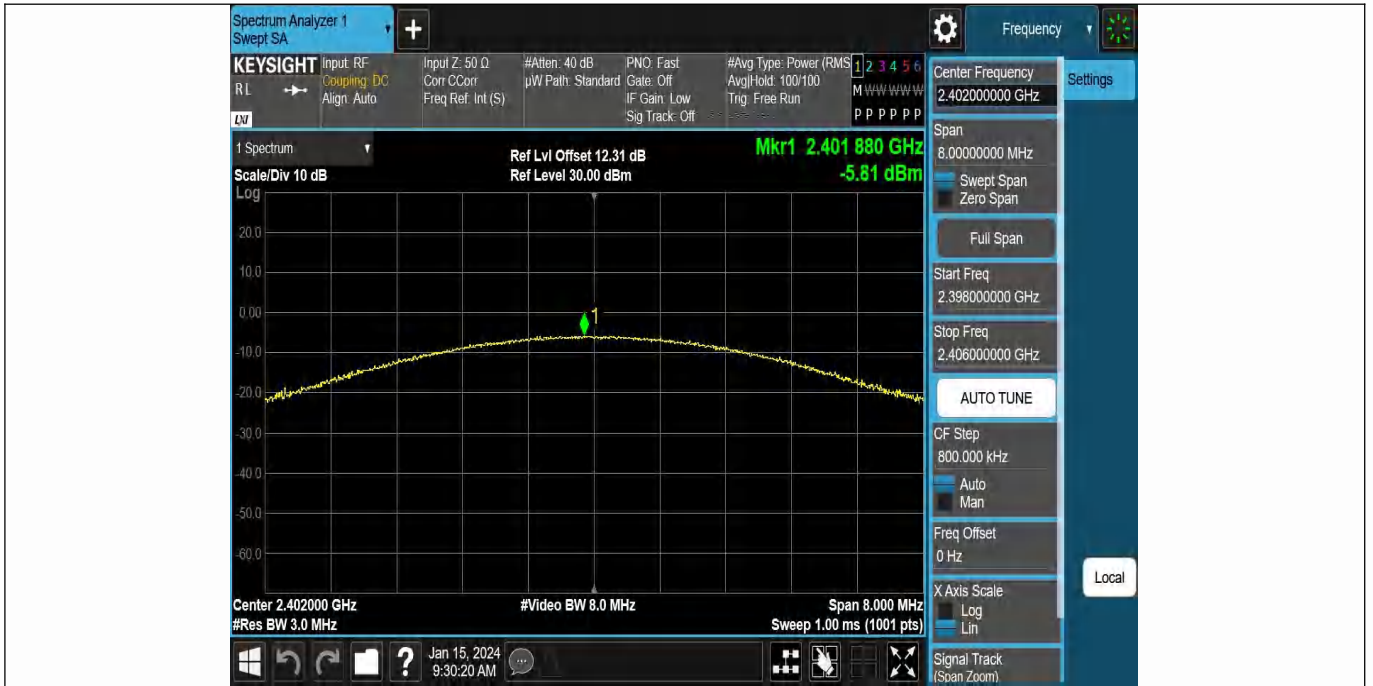 Spectrum Analyzer 1
Swept SA
+
Frequency
KEYSIGHT
R L
LXI
Input: RF
Coupling: DC
Align: Auto
Input Z: 50 Ω
Corr CCorr
Freq Ref: Int (S)
#Atten: 40 dB
µW Path: Standard
PNO: Fast
Gate: Off
IF Gain: Low
Sig Track: Off
#Avg Type: Power (RMS
Avg|Hold: 100/100
Trig: Free Run
1 2 3 4 5 6
M W W W W W
P P P P P P
1 Spectrum
Scale/Div 10 dB
Ref Lvl Offset 12.31 dB
Ref Level 30.00 dBm
Mkr1 2.401 880 GHz
-5.81 dBm
Log
20.0
10.0
0.00
-10.0
-20.0
-30.0
-40.0
-50.0
-60.0
1
Center 2.402000 GHz
#Res BW 3.0 MHz
#Video BW 8.0 MHz
Span 8.000 MHz
Sweep 1.00 ms (1001 pts)
?
Jan 15, 2024
9:30:20 AM
Center Frequency
2.402000000 GHz
Settings
Span
8.00000000 MHz
Swept Span
Zero Span
Full Span
Start Freq
2.398000000 GHz
Stop Freq
2.406000000 GHz
AUTO TUNE
CF Step
800.000 kHz
Auto
Man
Freq Offset
0 Hz
X Axis Scale
Log
Lin
Local
Signal Track
(Span Zoom)